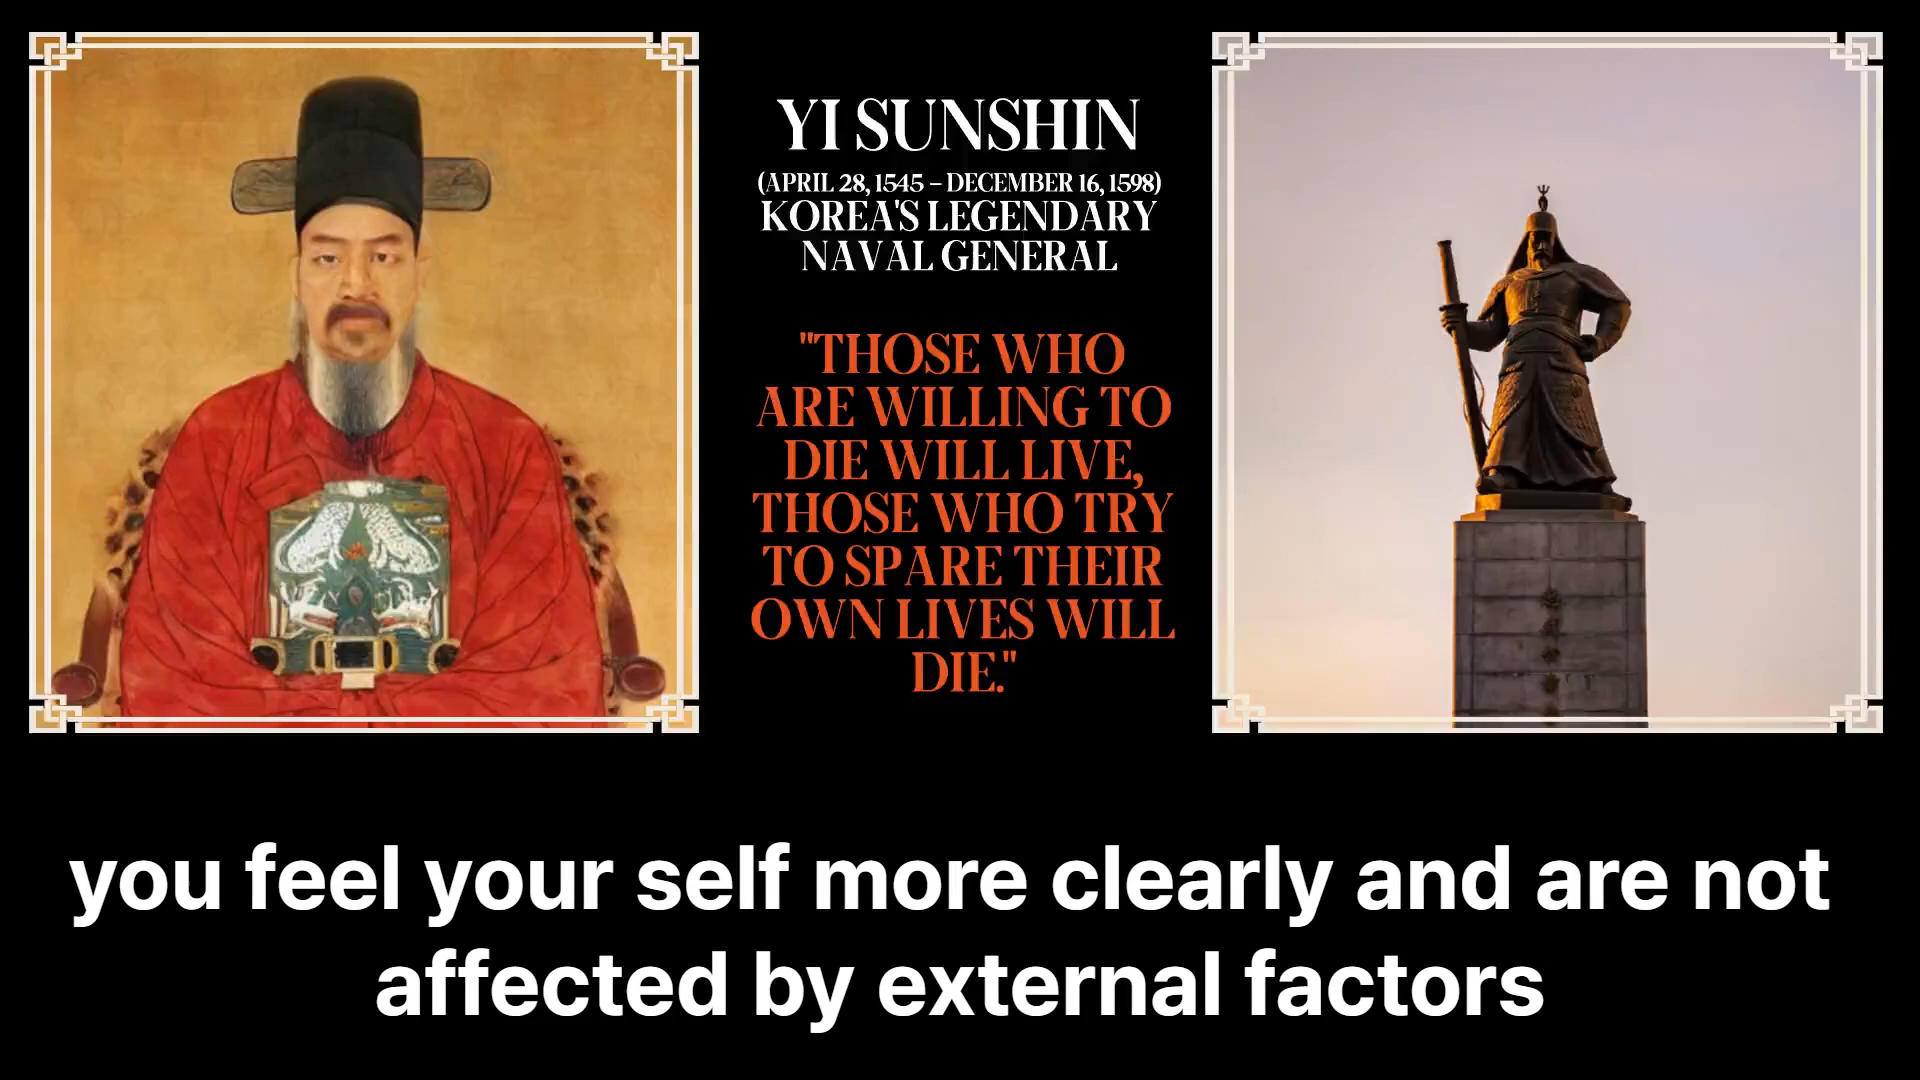 YI SUNSHIN
(APRIL 28, 1545 – DECEMBER 16, 1598)
KOREA'S LEGENDARY
NAVAL GENERAL
"THOSE WHO
ARE WILLING TO
DIE WILL LIVE,
THOSE WHO TRY
TO SPARE THEIR
OWN LIVES WILL
DIE."
you feel your self more clearly and are not
affected by external factors